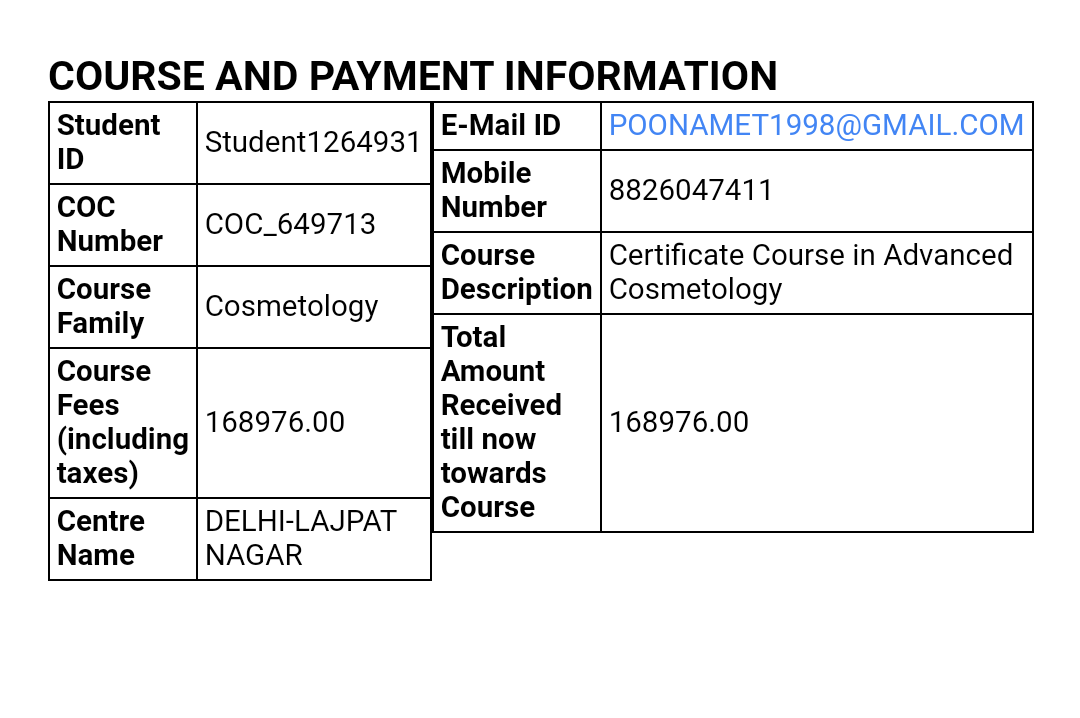 COURSE AND PAYMENT INFORMATION
Student
ID
Student1264931
COC
Number
COC_649713
Course
Family
Cosmetology
Course
Fees
(including
taxes)
168976.00
Centre
Name
DELHI-LAJPAT
NAGAR
E-Mail ID
POONAMET1998@GMAIL.COM
Mobile
Number
8826047411
Course
Description
Certificate Course in Advanced
Cosmetology
Total
Amount
Received
till now
towards
Course
168976.00